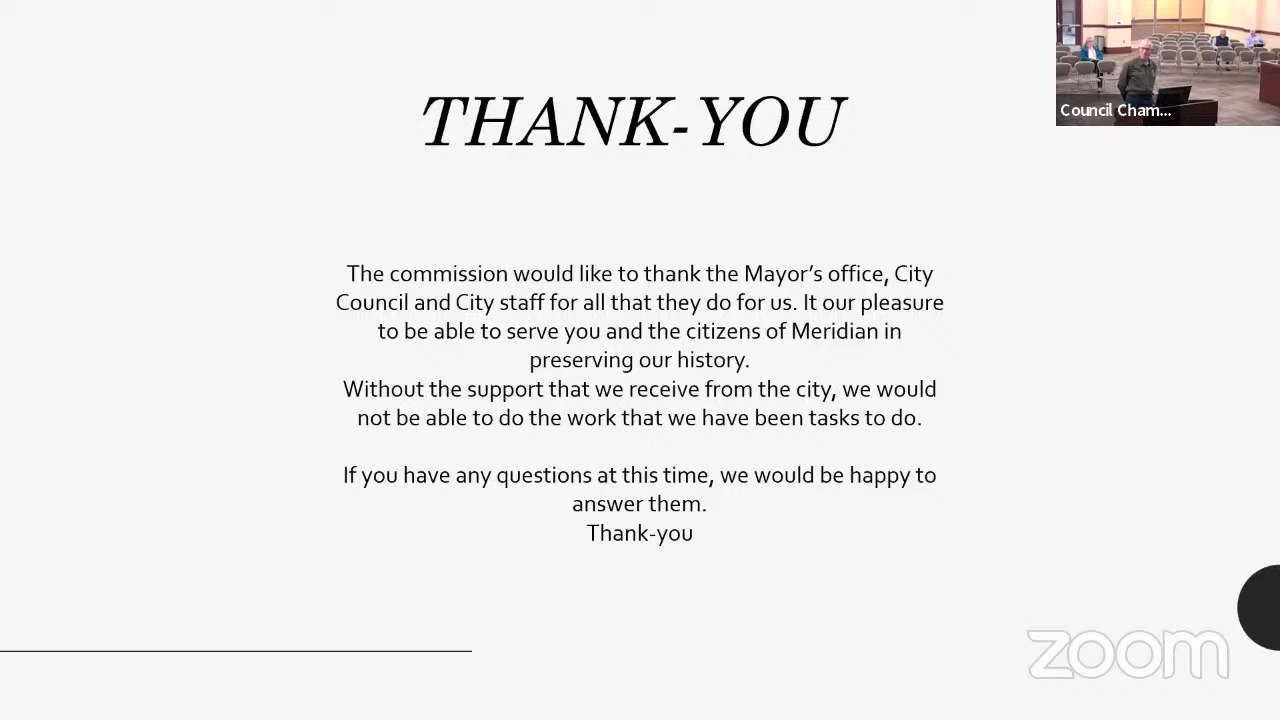 Council Cham...
THANK-YOU
The commission would like to thank the Mayor’s office, City
Council and City staff for all that they do for us. It our pleasure
to be able to serve you and the citizens of Meridian in
preserving our history.
Without the support that we receive from the city, we would
not be able to do the work that we have been tasks to do.
If you have any questions at this time, we would be happy to
answer them.
Thank-you
zoom